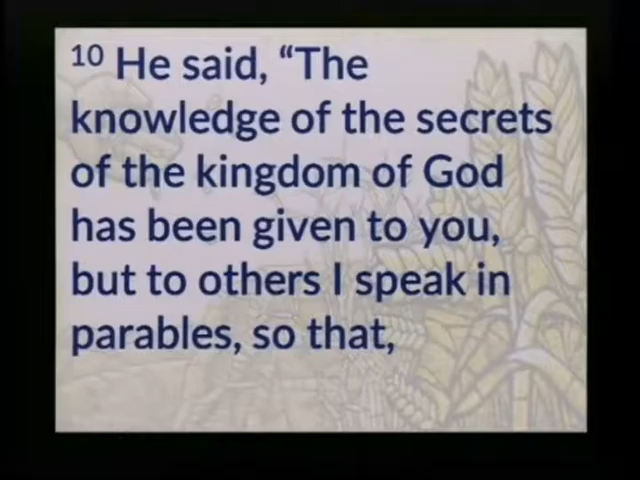 10 He said, “The
knowledge of the secrets
of the kingdom of God
has been given to you,
but to others I speak in
parables, so that,